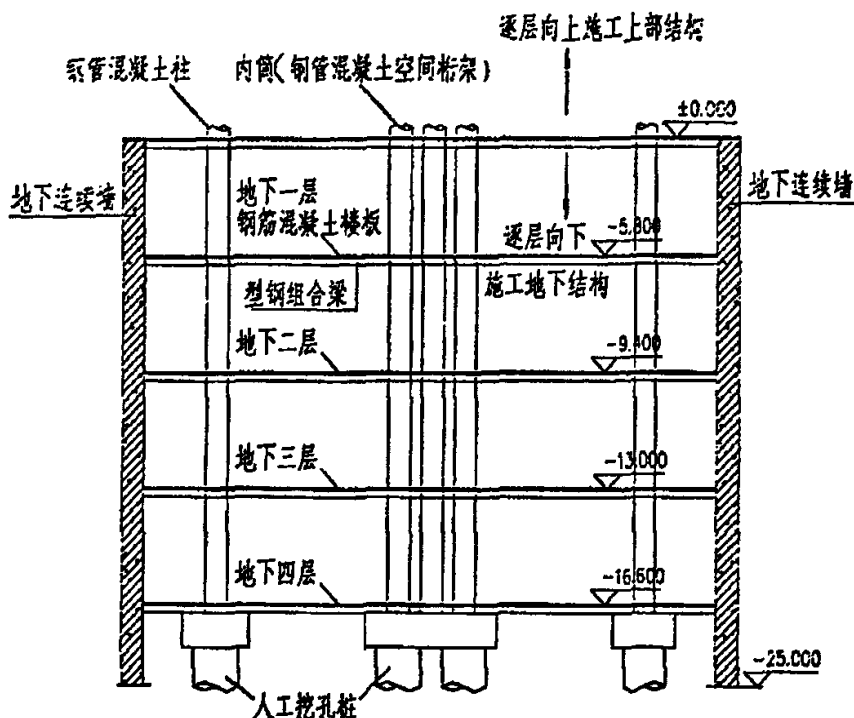 逐层向上施工上部结构
管混凝土柱
内筒(钢管混凝土空间桁架)
±0.000
地下连续墙
地下连续墙
地下一层
钢筋混凝土楼板
逐层向下
-5.800
型钢组合梁
施工地下结构
地下二层
-9.400
地下三层
-13.000
地下四层
-16.600
-25.000
人工挖孔桩